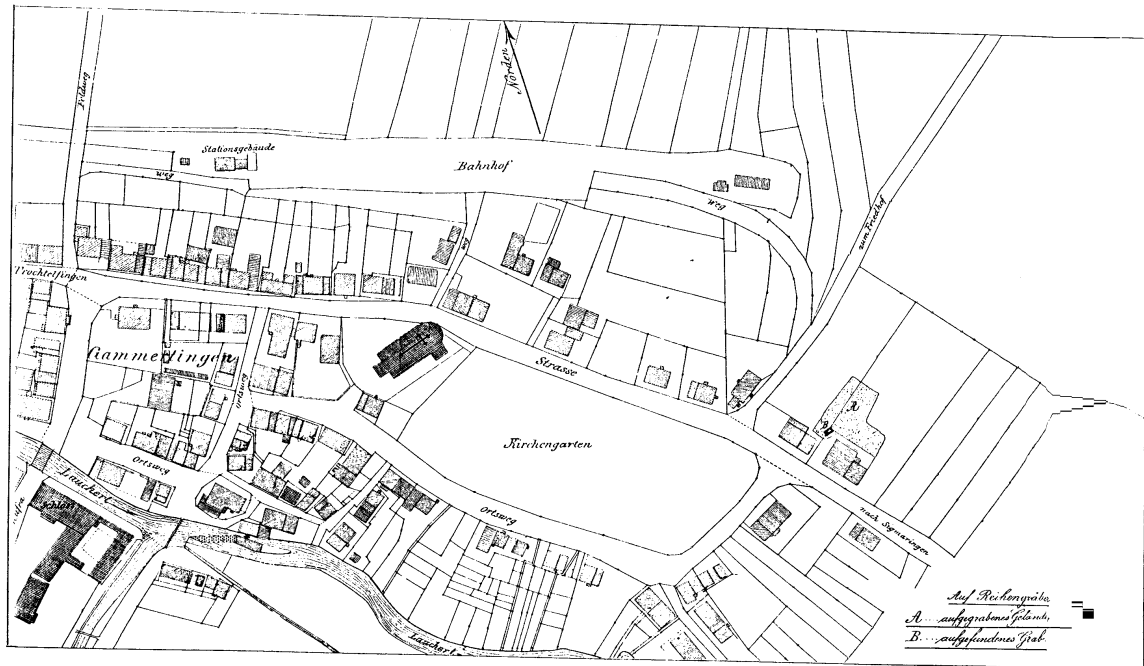 Norden
Feldweg
Stationsgebäude
Bahnhof
Weg
Weg
zum Friedhof
Weg
Trochtelfingen
Gammertingen
Strasse
A
B
Ortsweg
Kirchengarten
Ortsweg
Lauchert
Schloss
Ortsweg
nach Sigmaringen
Lauchert
Auf Reihengräber
A....aufgegrabenes Gelände,
B....aufgefundenes Grab.